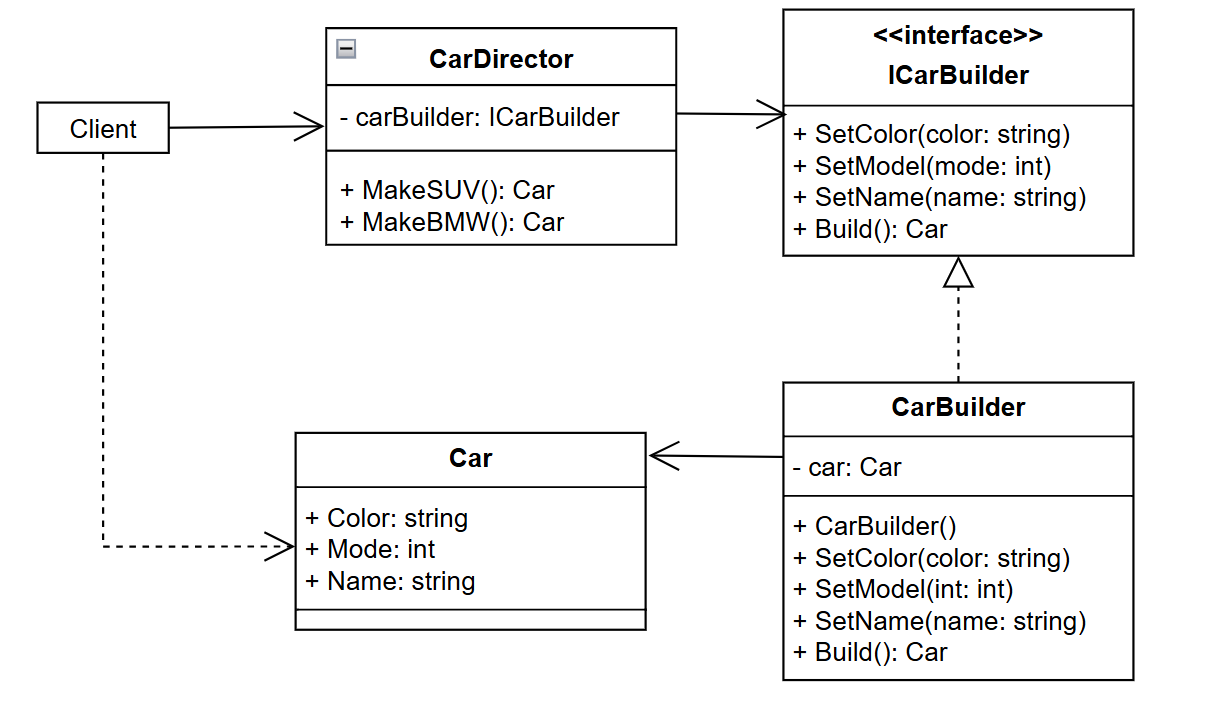 Client
CarDirector
- carBuilder: ICarBuilder
+ MakeSUV(): Car
+ MakeBMW(): Car
<<interface>>
ICarBuilder
+ SetColor(color: string)
+ SetModel(mode: int)
+ SetName(name: string)
+ Build(): Car
Car
+ Color: string
+ Mode: int
+ Name: string
CarBuilder
- car: Car
+ CarBuilder()
+ SetColor(color: string)
+ SetModel(int: int)
+ SetName(name: string)
+ Build(): Car